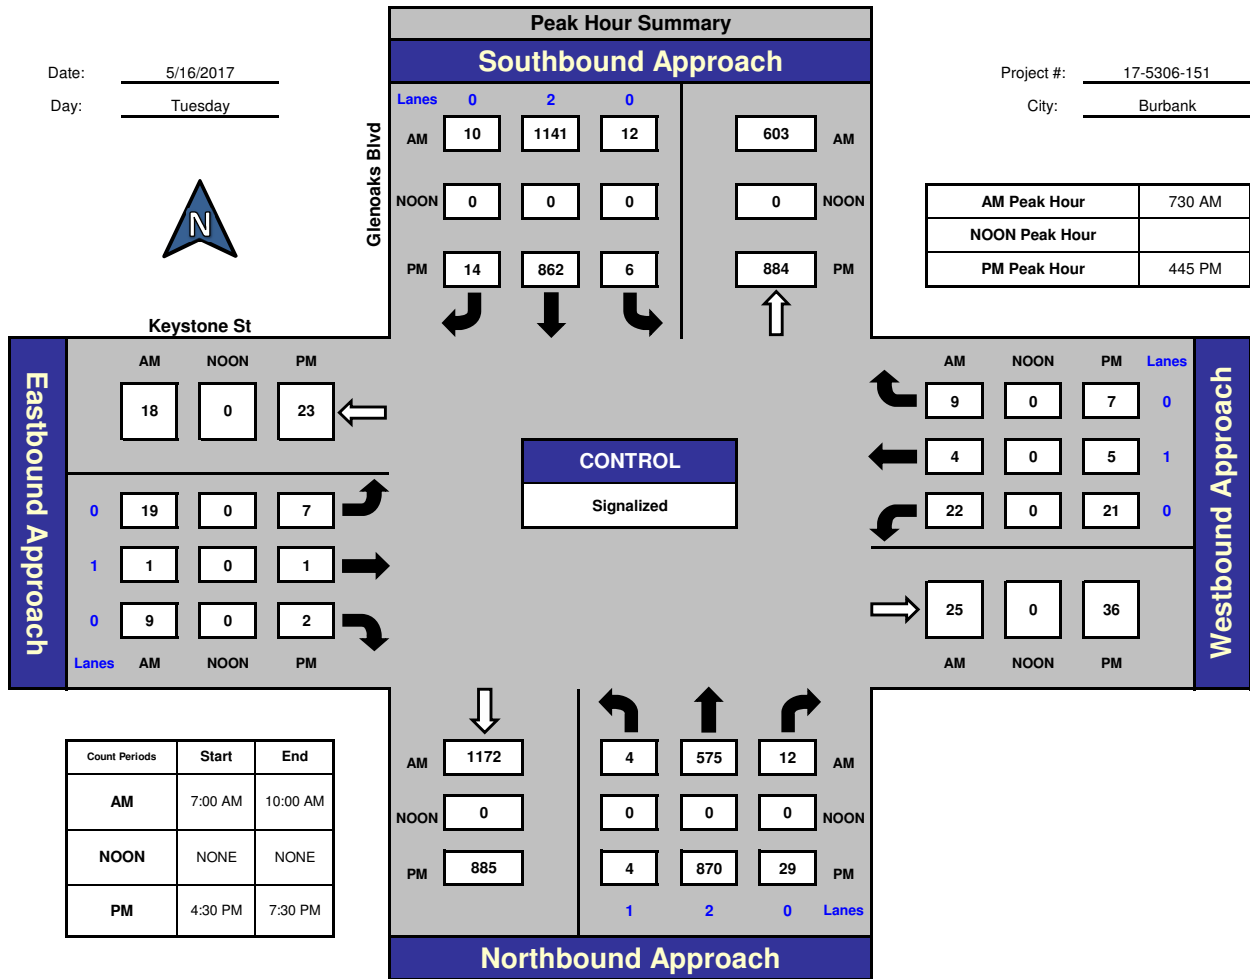 Peak Hour Summary
Southbound Approach
Date: 5/16/2017
Day: Tuesday
Project #: 17-5306-151
City: Burbank
Glenoaks Blvd
Lanes 0 2 0
AM 10 1141 12 603 AM
NOON 0 0 0 0 NOON
PM 14 862 6 884 PM
N
AM Peak Hour 730 AM
NOON Peak Hour
PM Peak Hour 445 PM
Keystone St
Eastbound Approach
AM NOON PM
18 0 23
0 19 0 7
1 1 0 1
0 9 0 2
Lanes AM NOON PM
CONTROL
Signalized
AM NOON PM Lanes
9 0 7 0
4 0 5 1
22 0 21 0
25 0 36
AM NOON PM
Westbound Approach
Count Periods Start End
AM 7:00 AM 10:00 AM
NOON NONE NONE
PM 4:30 PM 7:30 PM
AM 1172 4 575 12 AM
NOON 0 0 0 0 NOON
PM 885 4 870 29 PM
1 2 0 Lanes
Northbound Approach